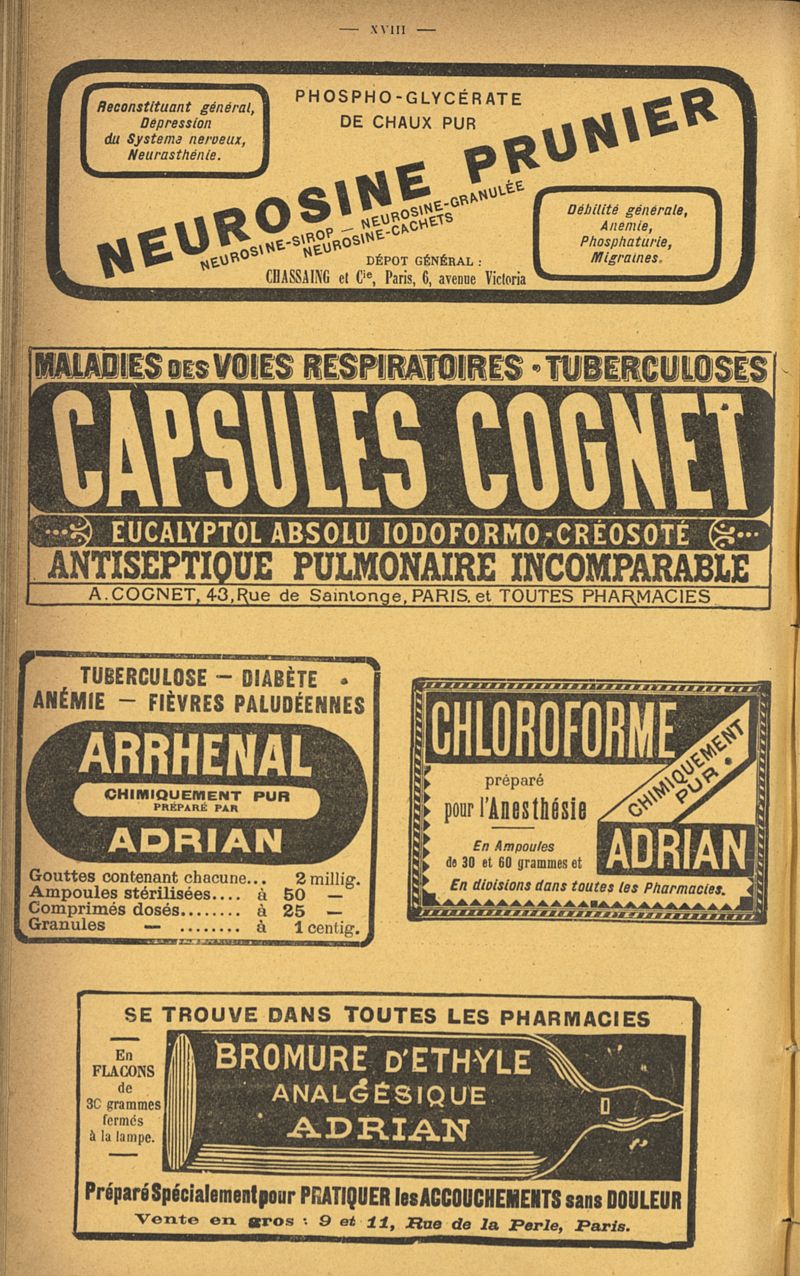 — XVIII —
Reconstituant général,
Dépression
du Système nerveux,
Neurasthénie.
PHOSPHO-GLYCÉRATE
DE CHAUX PUR
NEUROSINE PRUNIER
NEUROSINE-SIROP — NEUROSINE-GRANULÉE
NEUROSINE-CACHETS
DÉPOT GÉNÉRAL :
CHASSAING et Cie, Paris, 6, avenue Victoria
Débilité générale,
Anémie,
Phosphaturie,
Migraines.
MALADIES DES VOIES RESPIRATOIRES - TUBERCULOSES
CAPSULES COGNET
EUCALYPTOL ABSOLU IODOFORMO-CRÉOSOTÉ
ANTISEPTIQUE PULMONAIRE INCOMPARABLE
A. COGNET, 43, Rue de Saintonge, PARIS. et TOUTES PHARMACIES
TUBERCULOSE — DIABÈTE
ANÉMIE — FIÈVRES PALUDÉENNES
ARRHENAL
CHIMIQUEMENT PUR
PRÉPARÉ PAR
ADRIAN
Gouttes contenant chacune... 2 millig.
Ampoules stérilisées.... à 50 —
Comprimés dosés........ à 25 —
Granules — ........ à 1 centig.
CHLOROFORME
CHIMIQUEMENT
PUR
préparé
pour l'Anesthésie
En Ampoules
de 30 et 60 grammes et
ADRIAN
En divisions dans toutes les Pharmacies.
SE TROUVE DANS TOUTES LES PHARMACIES
En
FLACONS
de
30 grammes
fermés
à la lampe.
BROMURE D'ETHYLE
ANALGÉSIQUE
ADRIAN
Préparé Spécialement pour PRATIQUER les ACCOUCHEMENTS sans DOULEUR
Vente en gros : 9 et 11, Rue de la Perle, Paris.